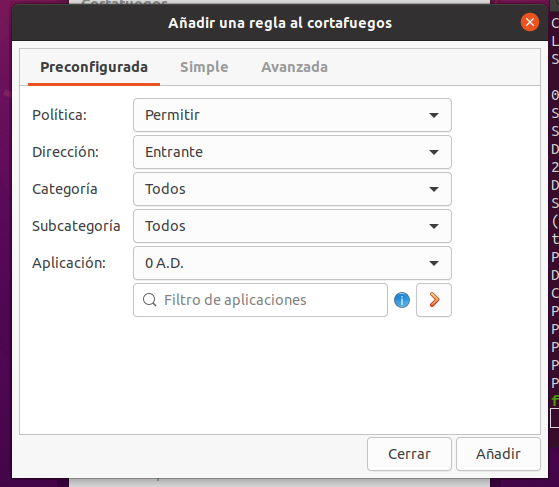 Cortafuegos
Añadir una regla al cortafuegos
Preconfigurada Simple Avanzada
Política: Permitir
Dirección: Entrante
Categoría Todos
Subcategoría Todos
Aplicación: 0 A.D.
Filtro de aplicaciones
Cerrar Añadir